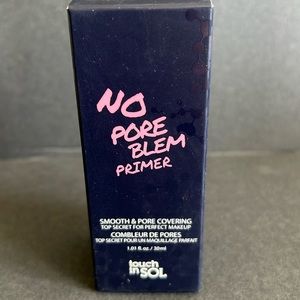 NO
PORE
BLEM
PRIMER
SMOOTH & PORE COVERING
TOP SECRET FOR PERFECT MAKEUP
COMBLEUR DE PORES
TOP SECRET POUR UN MAQUILLAGE PARFAIT
1.01 fl.oz / 30ml
touch
in SOL